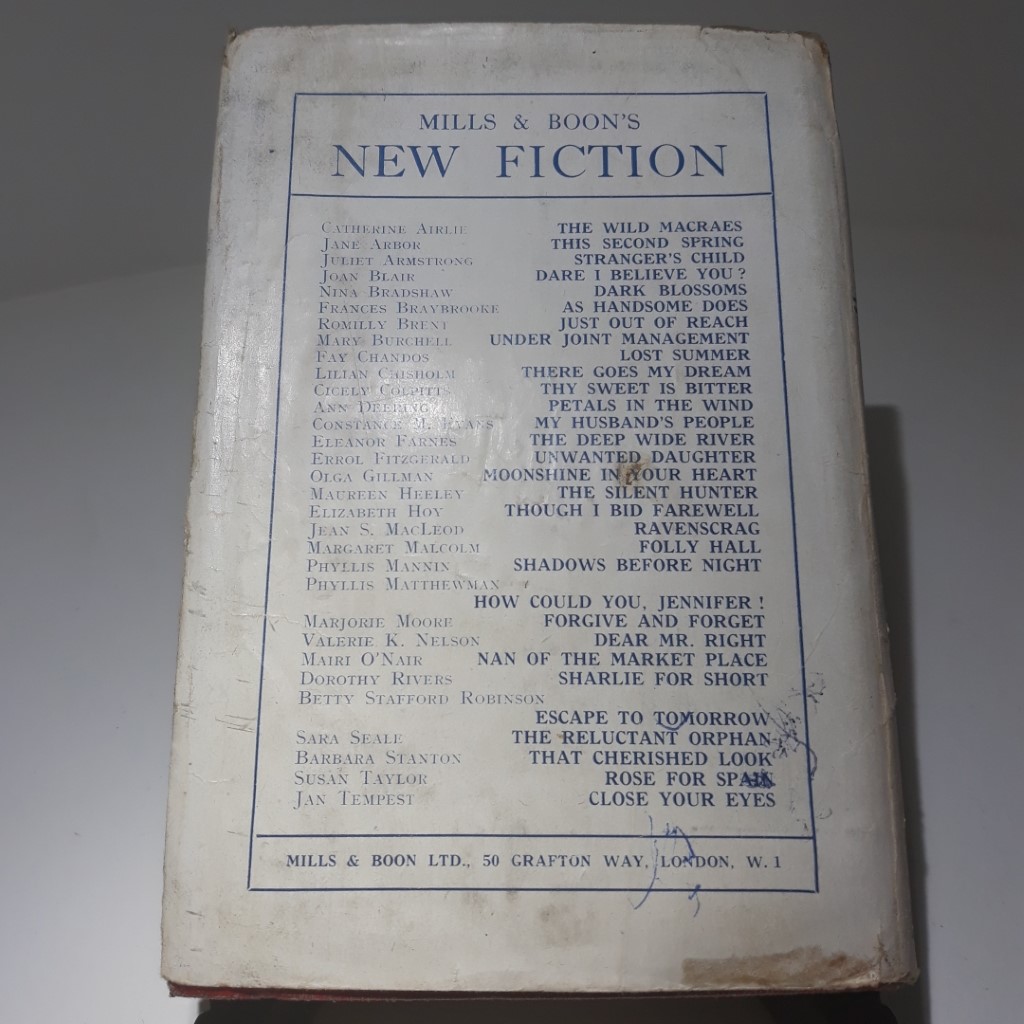 MILLS & BOON'S
NEW FICTION
CATHERINE AIRLIE THE WILD MACRAES
JANE ARBOR THIS SECOND SPRING
JULIET ARMSTRONG STRANGER'S CHILD
JOAN BLAIR DARE I BELIEVE YOU?
NINA BRADSHAW DARK BLOSSOMS
FRANCES BRAYBROOKE AS HANDSOME DOES
ROMILLY BRENT JUST OUT OF REACH
MARY BURCHELL UNDER JOINT MANAGEMENT
FAY CHANDOS LOST SUMMER
LILIAN CHISHOLM THERE GOES MY DREAM
CICELY COLPITTS THY SWEET IS BITTER
ANN DEERING PETALS IN THE WIND
CONSTANCE M. EVANS MY HUSBAND'S PEOPLE
ELEANOR FARNES THE DEEP WIDE RIVER
ERROL FITZGERALD UNWANTED DAUGHTER
OLGA GILLMAN MOONSHINE IN YOUR HEART
MAUREEN HEELEY THE SILENT HUNTER
ELIZABETH HOY THOUGH I BID FAREWELL
JEAN S. MACLEOD RAVENSCRAG
MARGARET MALCOLM FOLLY HALL
PHYLLIS MANNIN SHADOWS BEFORE NIGHT
PHYLLIS MATTHEWMAN
HOW COULD YOU, JENNIFER!
MARJORIE MOORE FORGIVE AND FORGET
VALERIE K. NELSON DEAR MR. RIGHT
MAIRI O'NAIR NAN OF THE MARKET PLACE
DOROTHY RIVERS SHARLIE FOR SHORT
BETTY STAFFORD ROBINSON
ESCAPE TO TOMORROW
SARA SEALE THE RELUCTANT ORPHAN
BARBARA STANTON THAT CHERISHED LOOK
SUSAN TAYLOR ROSE FOR SPAIN
JAN TEMPEST CLOSE YOUR EYES
MILLS & BOON LTD., 50 GRAFTON WAY, LONDON, W. 1